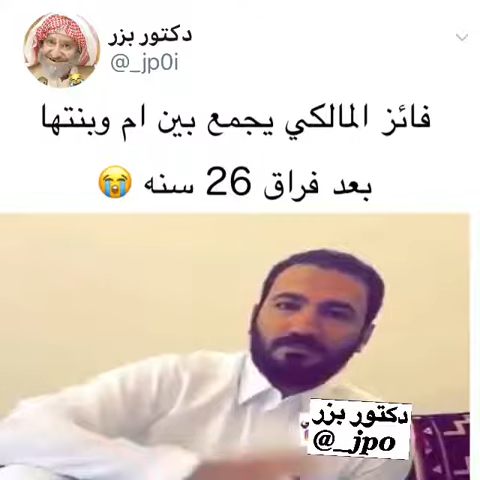 دكتور بزر
@_jp0i
فائز المالكي يجمع بين ام وبنتها
بعد فراق 26 سنه 😭
دكتور بزر
@_jpo